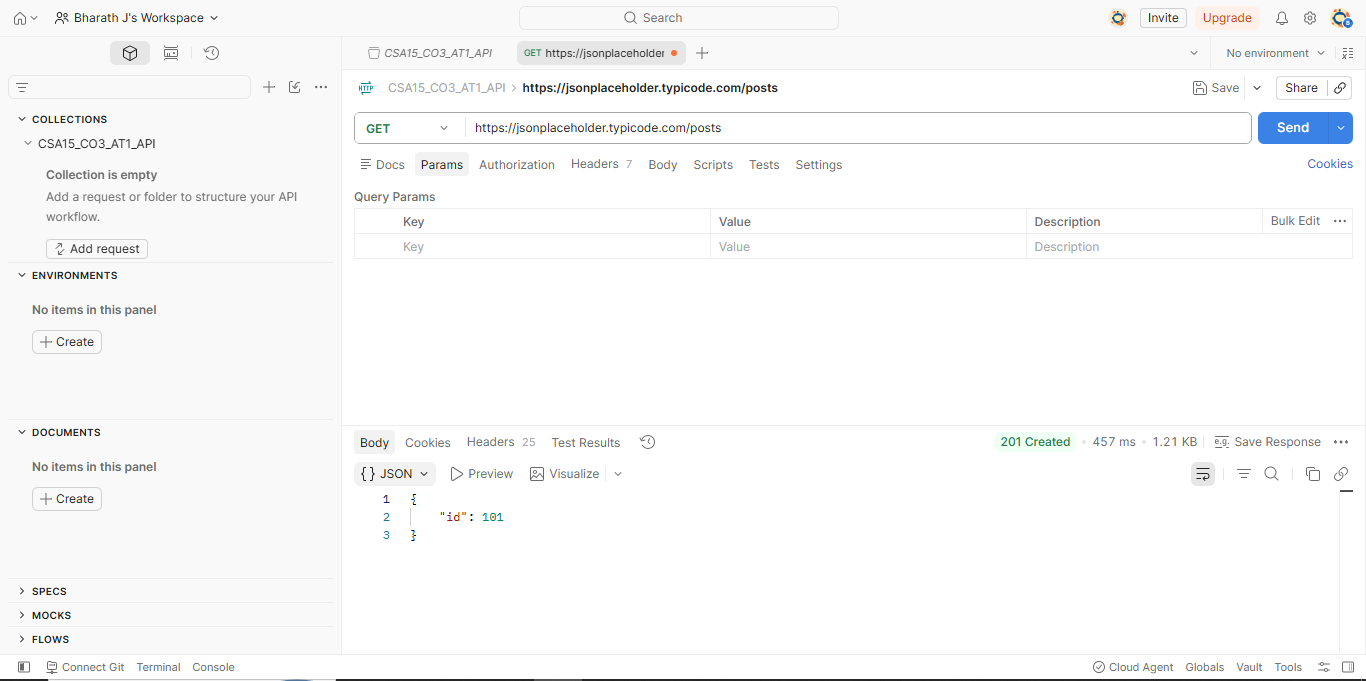 Bharath J's Workspace
Search
Invite
Upgrade
CSA15_CO3_AT1_API
GET https://jsonplaceholder
No environment
CSA15_CO3_AT1_API > https://jsonplaceholder.typicode.com/posts
Save
Share
COLLECTIONS
CSA15_CO3_AT1_API
Collection is empty
Add a request or folder to structure your API
workflow.
Add request
ENVIRONMENTS
No items in this panel
Create
DOCUMENTS
No items in this panel
Create
SPECS
MOCKS
FLOWS
HTTP
GET
https://jsonplaceholder.typicode.com/posts
Send
Docs Params Authorization Headers 7 Body Scripts Tests Settings Cookies
Query Params
Key Value Description Bulk Edit
Key Value Description
Body Cookies Headers 25 Test Results
201 Created • 457 ms • 1.21 KB e.g. Save Response
{ } JSON Preview Visualize
1 {
2 "id": 101
3 }
Connect Git Terminal Console
Cloud Agent Globals Vault Tools